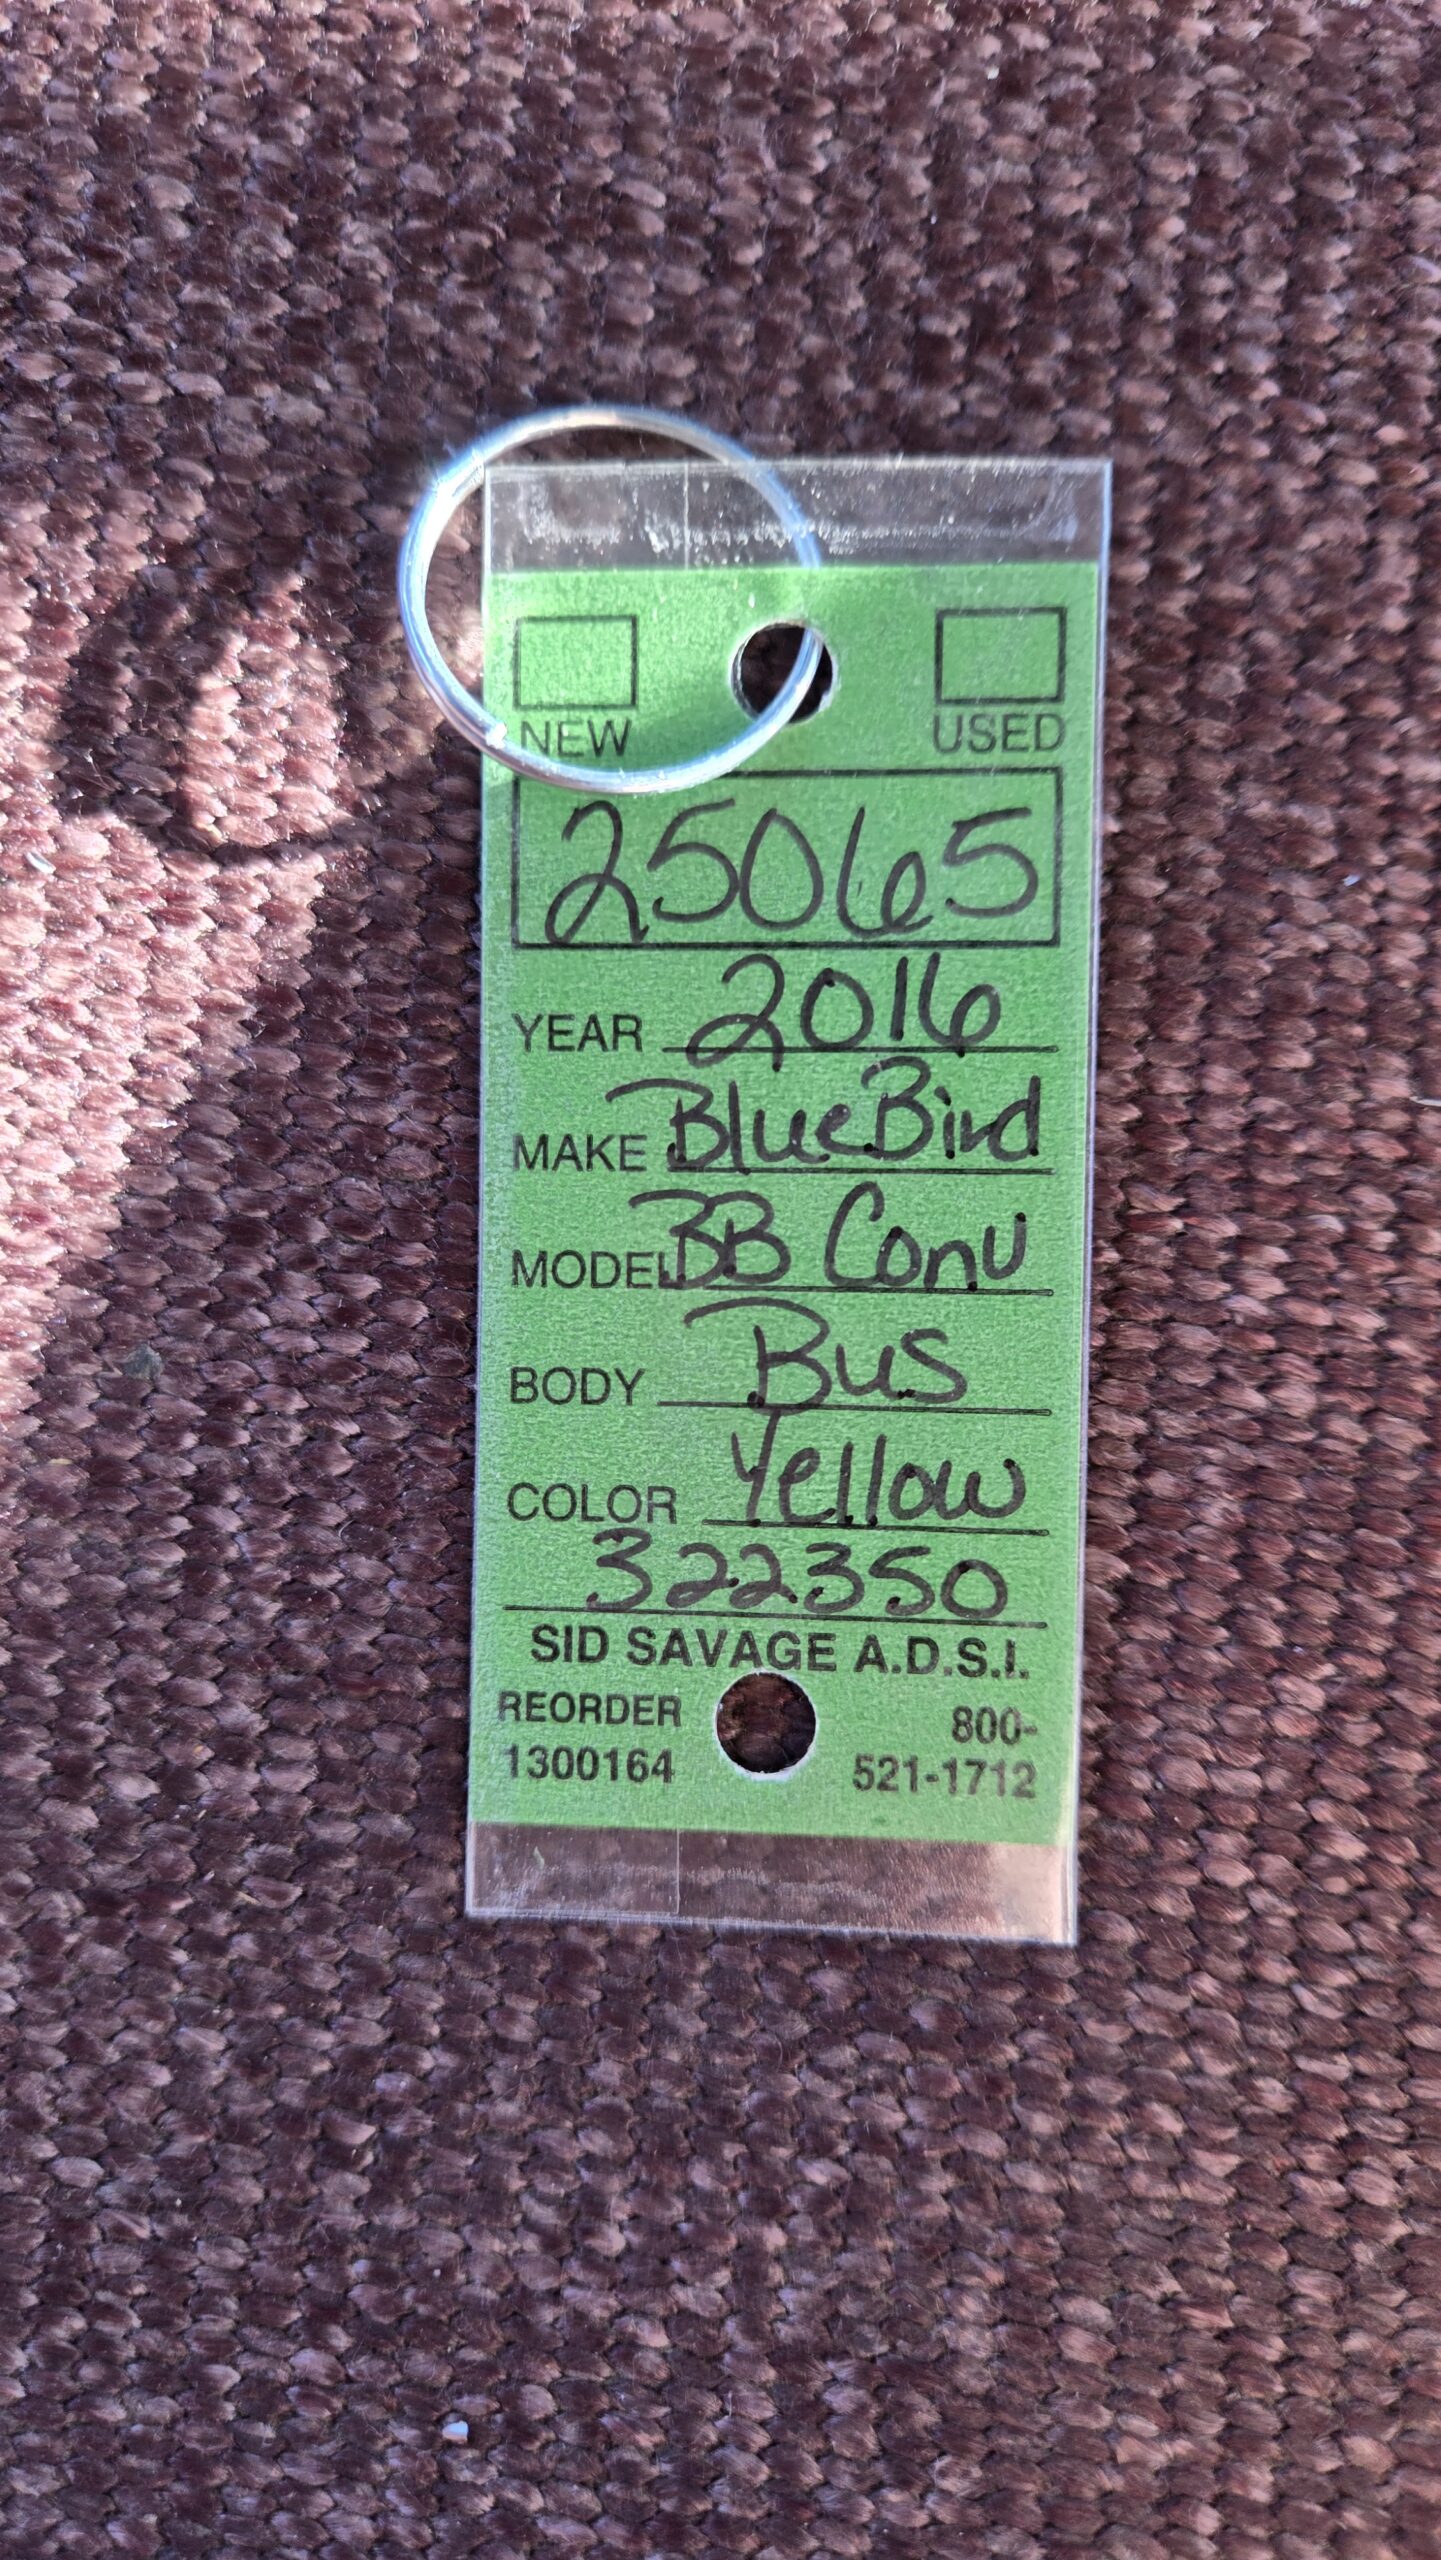 NEW USED
25065
YEAR 2016
MAKE BlueBird
MODEL BB Conv
BODY Bus
COLOR Yellow
322350
SID SAVAGE A.D.S.I.
REORDER 800-
1300164 521-1712